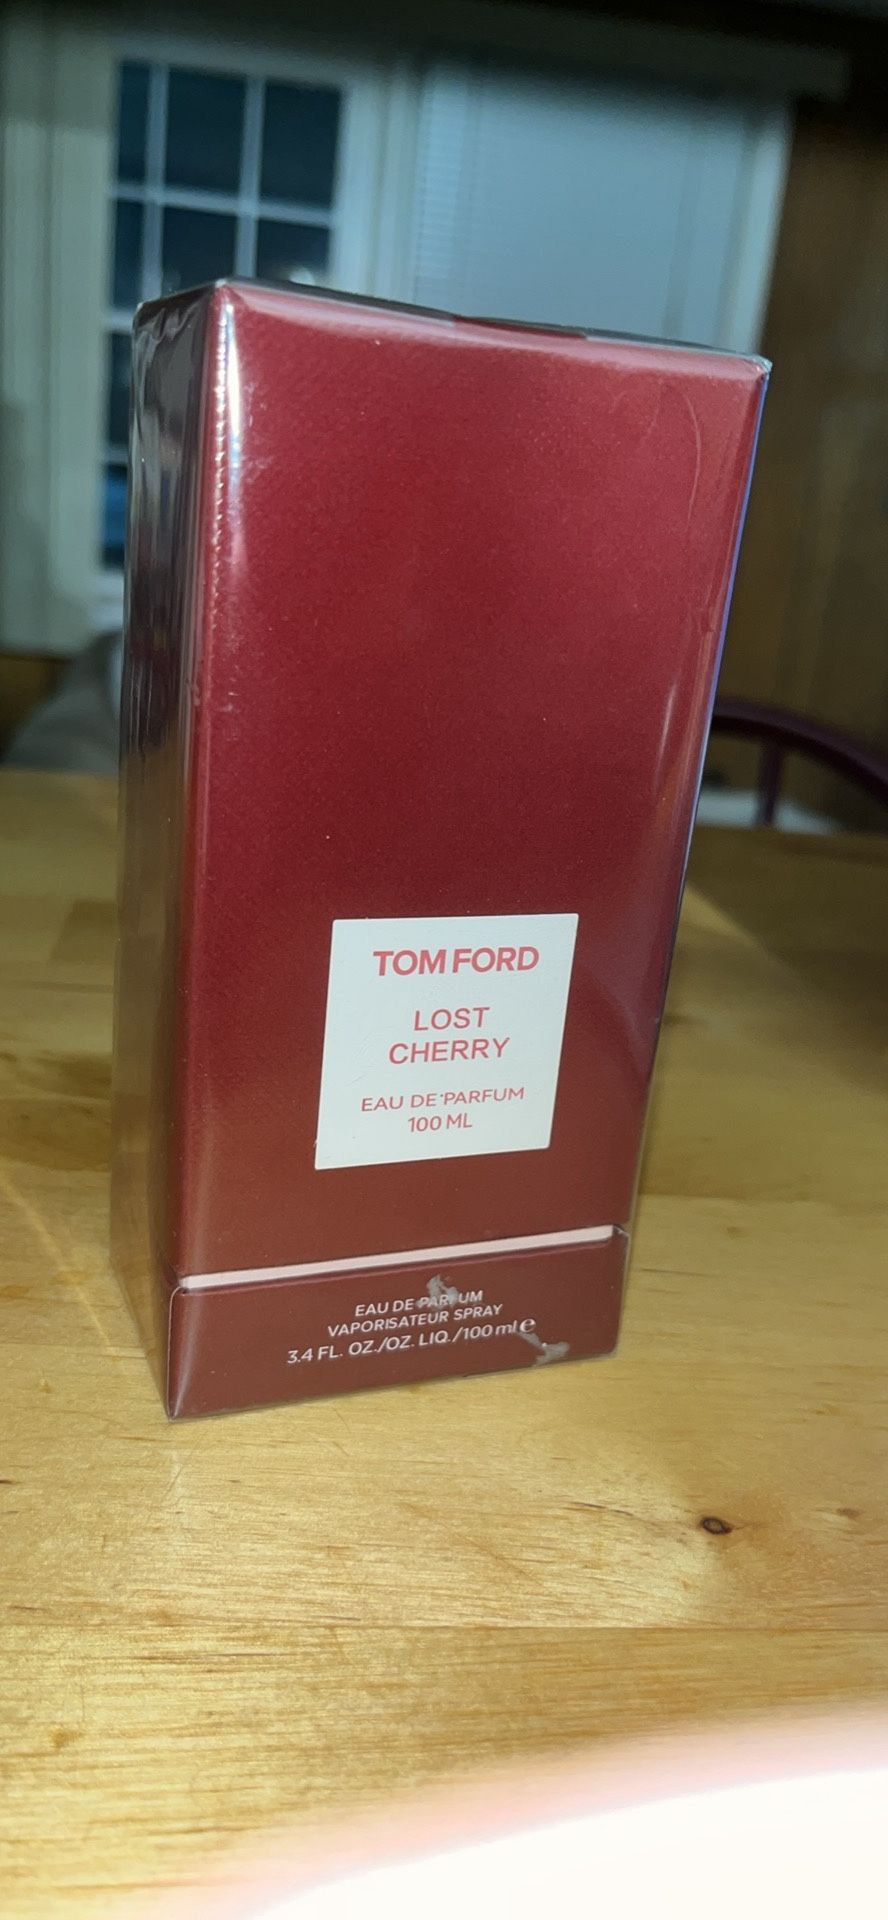 TOM FORD
LOST
CHERRY
EAU DE PARFUM
100 ML
EAU DE PARFUM
VAPORISATEUR SPRAY
3.4 FL. OZ./OZ. LIQ./100 ml ℮